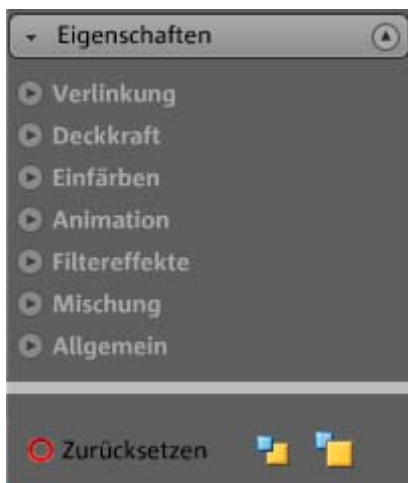 Eigenschaften
Verlinkung
Deckkraft
Einfärben
Animation
Filtereffekte
Mischung
Allgemein
Zurücksetzen